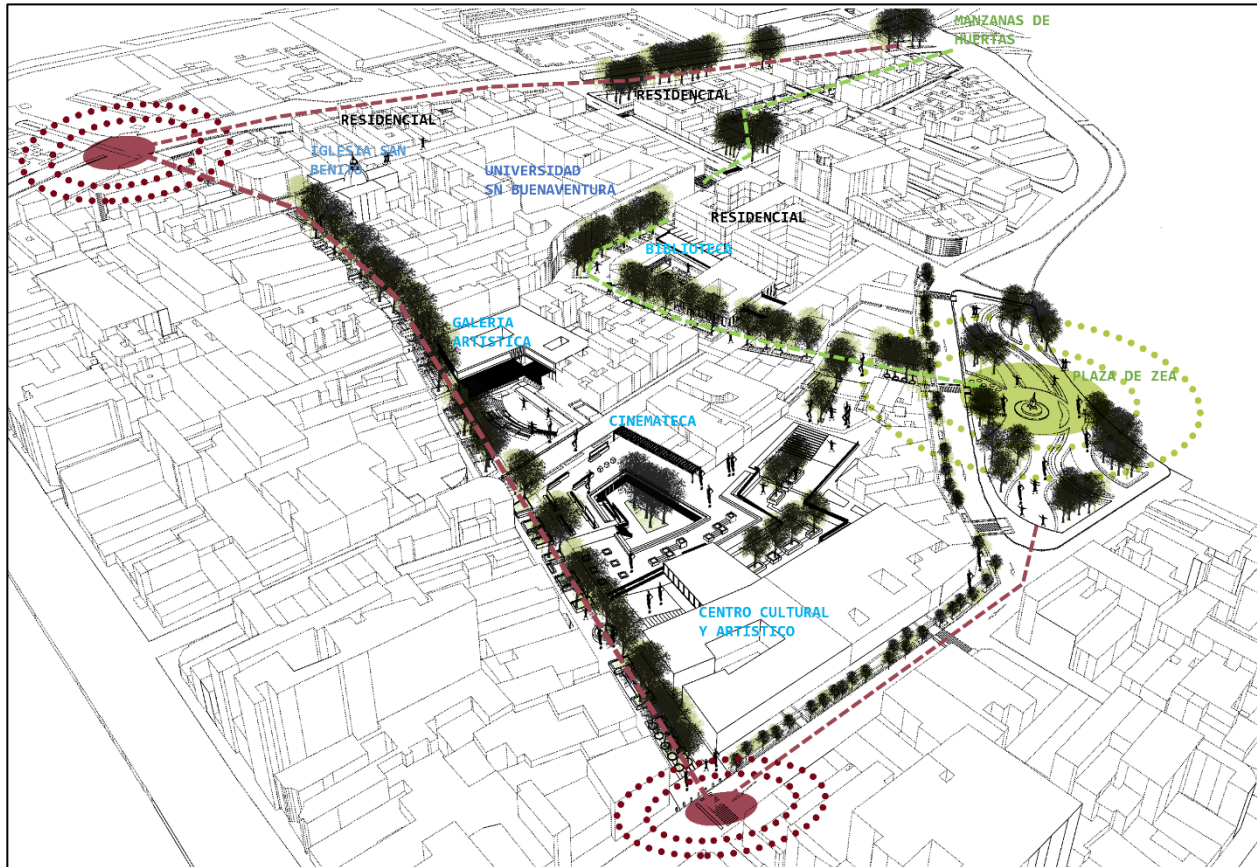 MANZANAS DE
HUERTAS
RESIDENCIAL
RESIDENCIAL
IGLESIA SAN
BENITO
UNIVERSIDAD
SN BUENAVENTURA
RESIDENCIAL
BIBLIOTECA
GALERIA
ARTISTICA
PLAZA DE ZEA
CINEMATECA
CENTRO CULTURAL
Y ARTÍSTICO